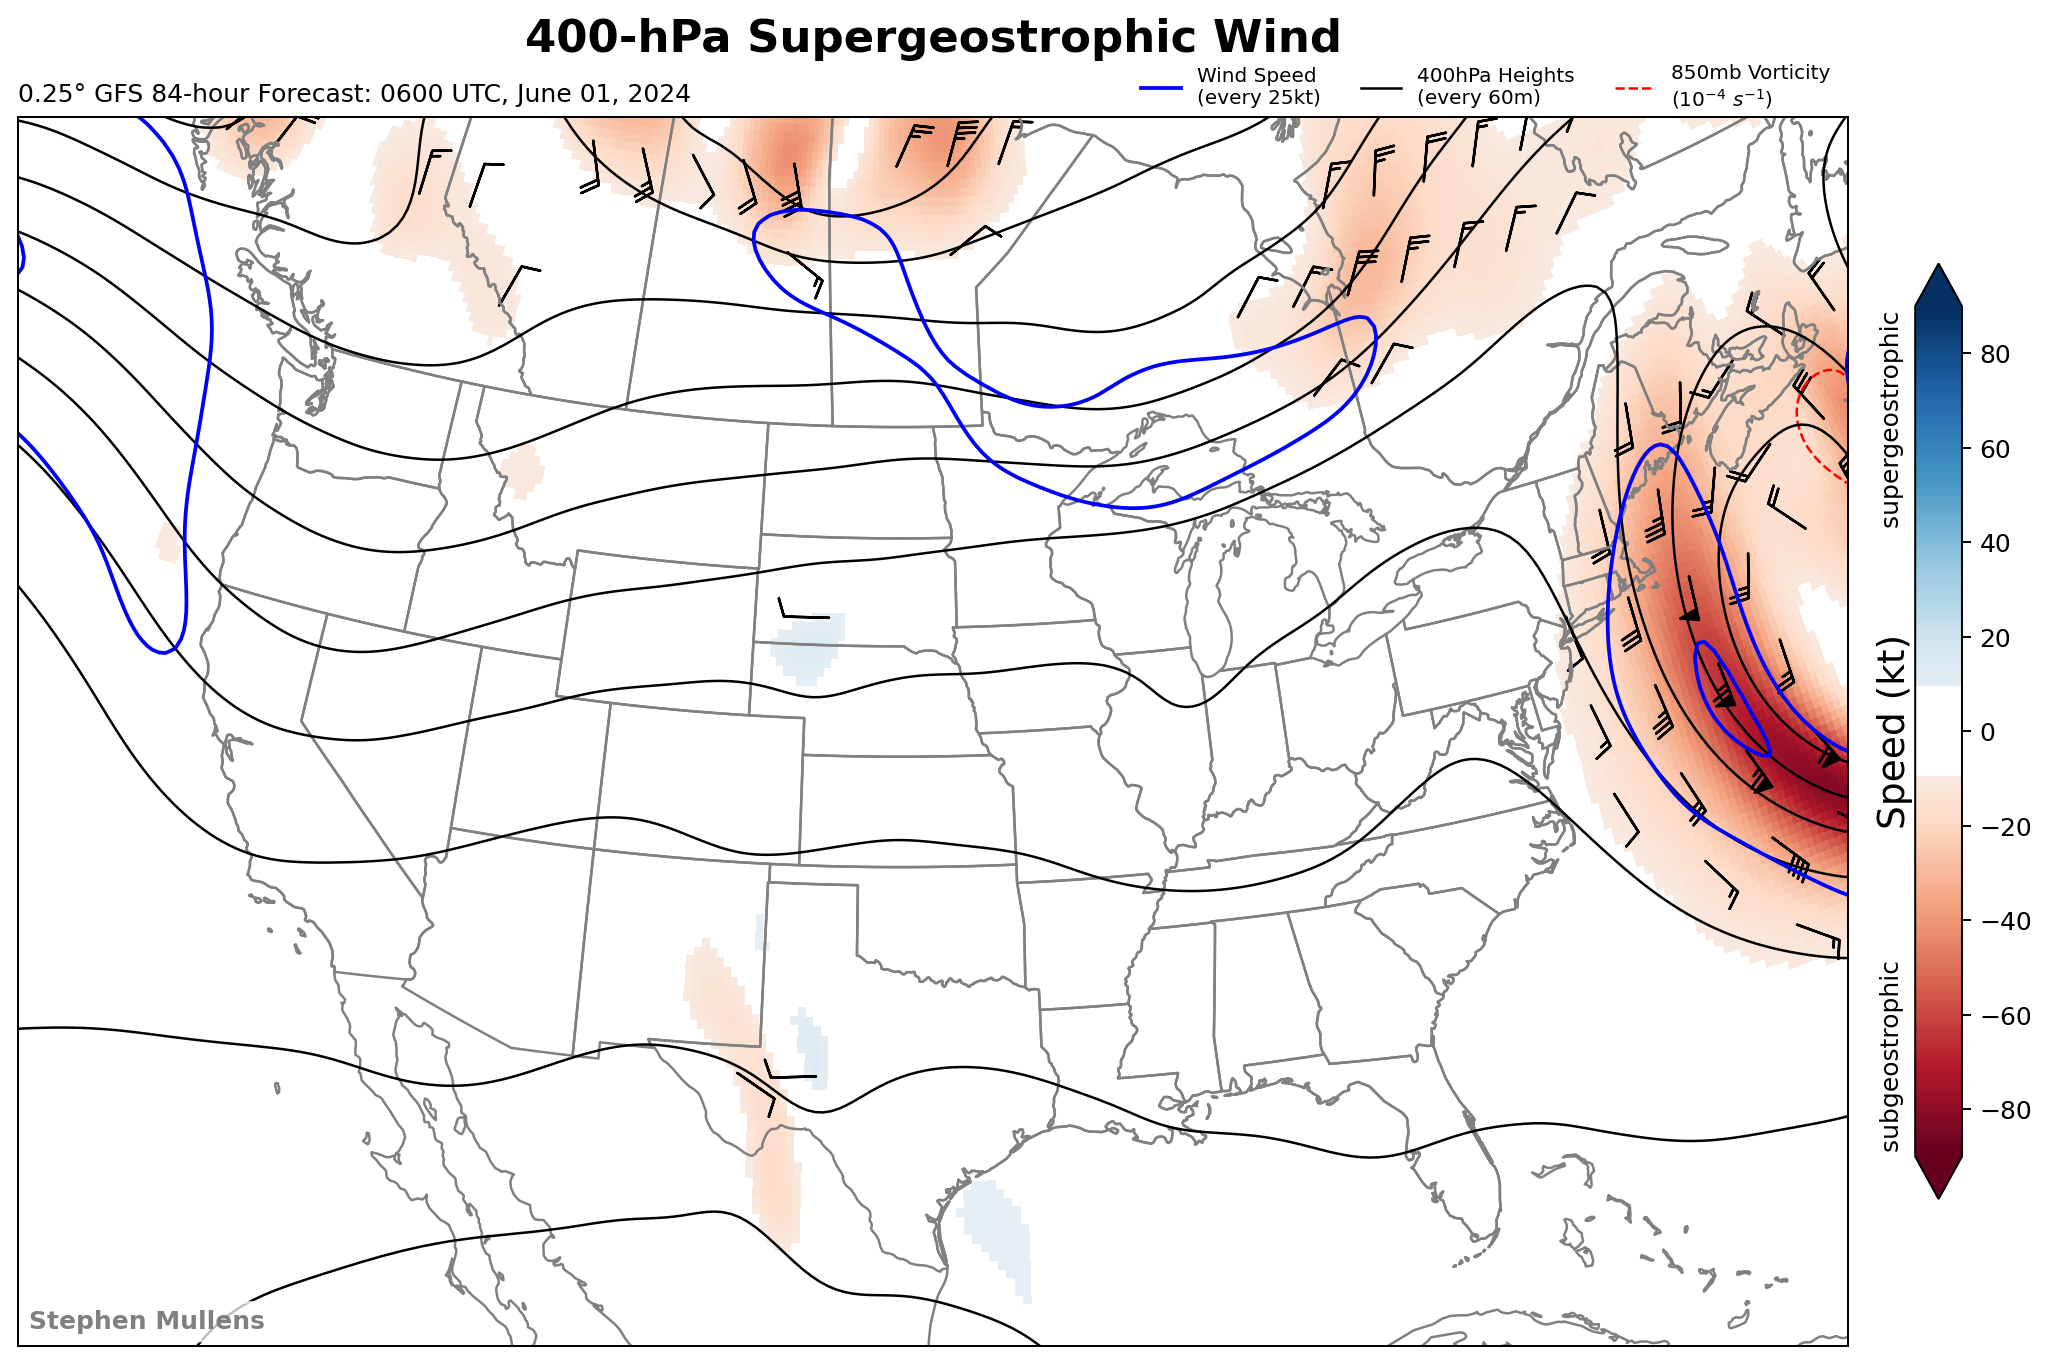 400-hPa Supergeostrophic Wind
0.25° GFS 84-hour Forecast: 0600 UTC, June 01, 2024
Wind Speed
(every 25kt)
400hPa Heights
(every 60m)
850mb Vorticity
(10⁻⁴ s⁻¹)
supergeostrophic
Speed (kt)
subgeostrophic
80
60
40
20
0
−20
−40
−60
−80
Stephen Mullens